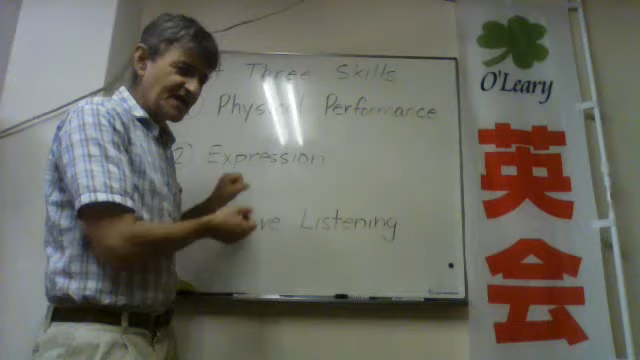 Three Skills
Physical Performance
2) Expression
Listening
O'Leary
英
会